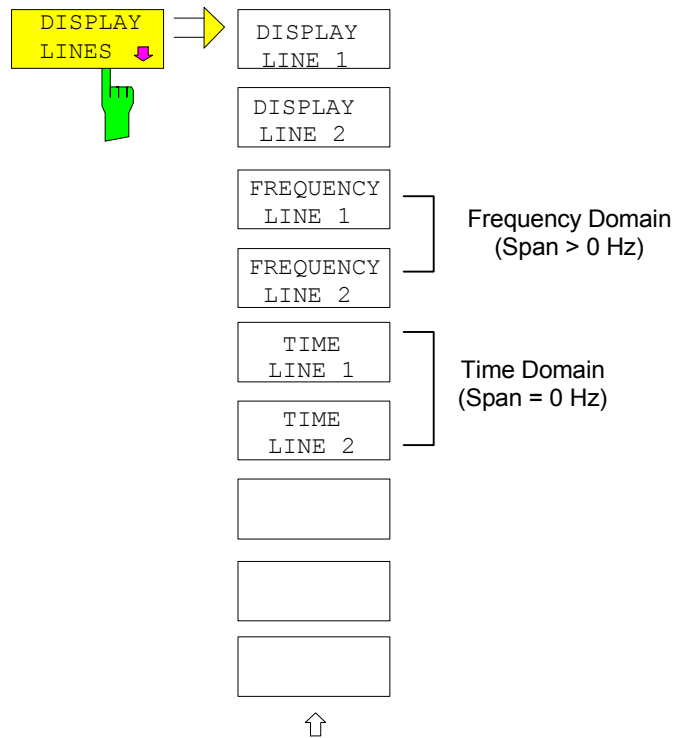 DISPLAY
LINES
DISPLAY
LINE 1
DISPLAY
LINE 2
FREQUENCY
LINE 1
FREQUENCY
LINE 2
Frequency Domain
(Span > 0 Hz)
TIME
LINE 1
TIME
LINE 2
Time Domain
(Span = 0 Hz)